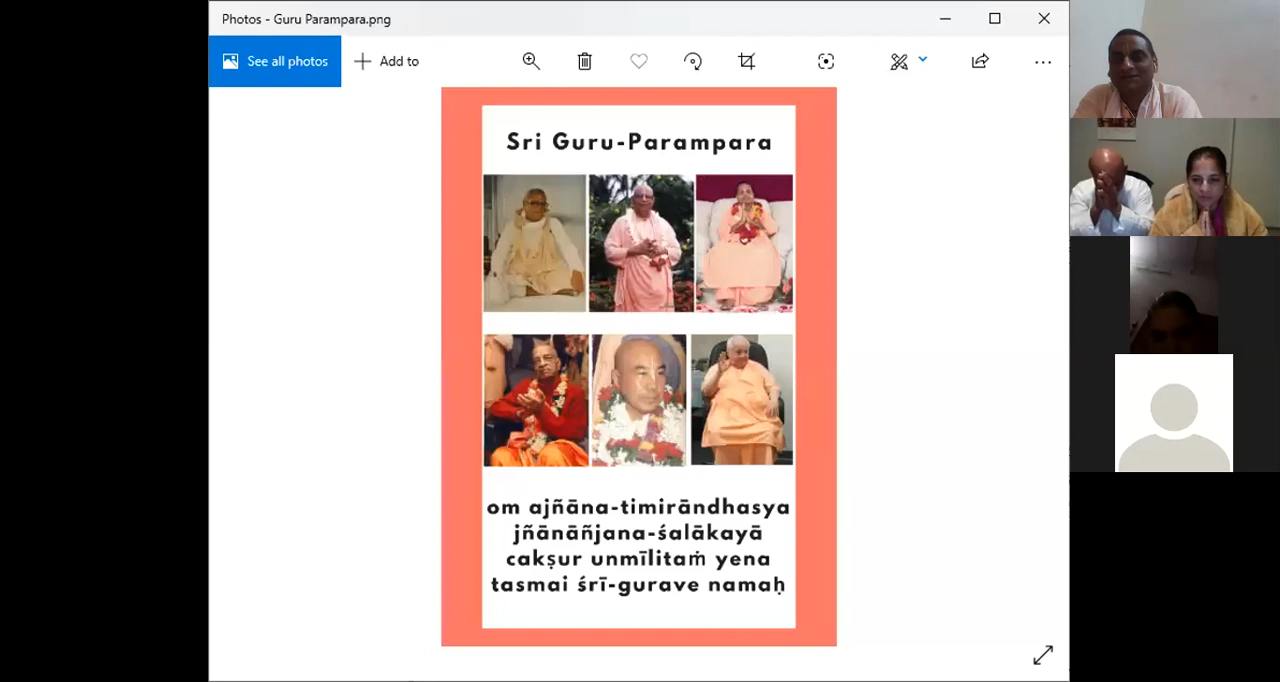 Photos - Guru Parampara.png
See all photos
Add to
Sri Guru-Parampara
om ajñāna-timirāndhasya
jñānāñjana-śalākayā
cakṣur unmīlitaṁ yena
tasmai śrī-gurave namaḥ